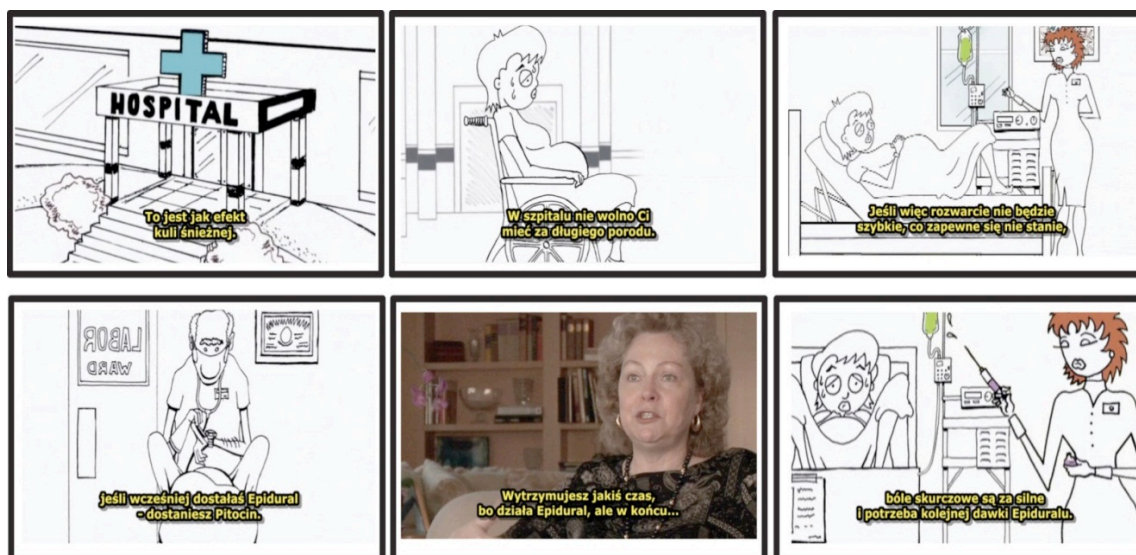 HOSPITAL
To jest jak efekt
kuli śnieżnej.
W szpitalu nie wolno Ci
mieć za długiego porodu.
Jeśli więc rozwarcie nie będzie
szybkie, co zapewne się nie stanie,
LABOR
WARD
jeśli wcześniej dostałaś Epidural
- dostaniesz Pitocin.
Wytrzymujesz jakiś czas,
bo działa Epidural, ale w końcu...
bóle skurczowe są za silne
i potrzeba kolejnej dawki Epiduralu.